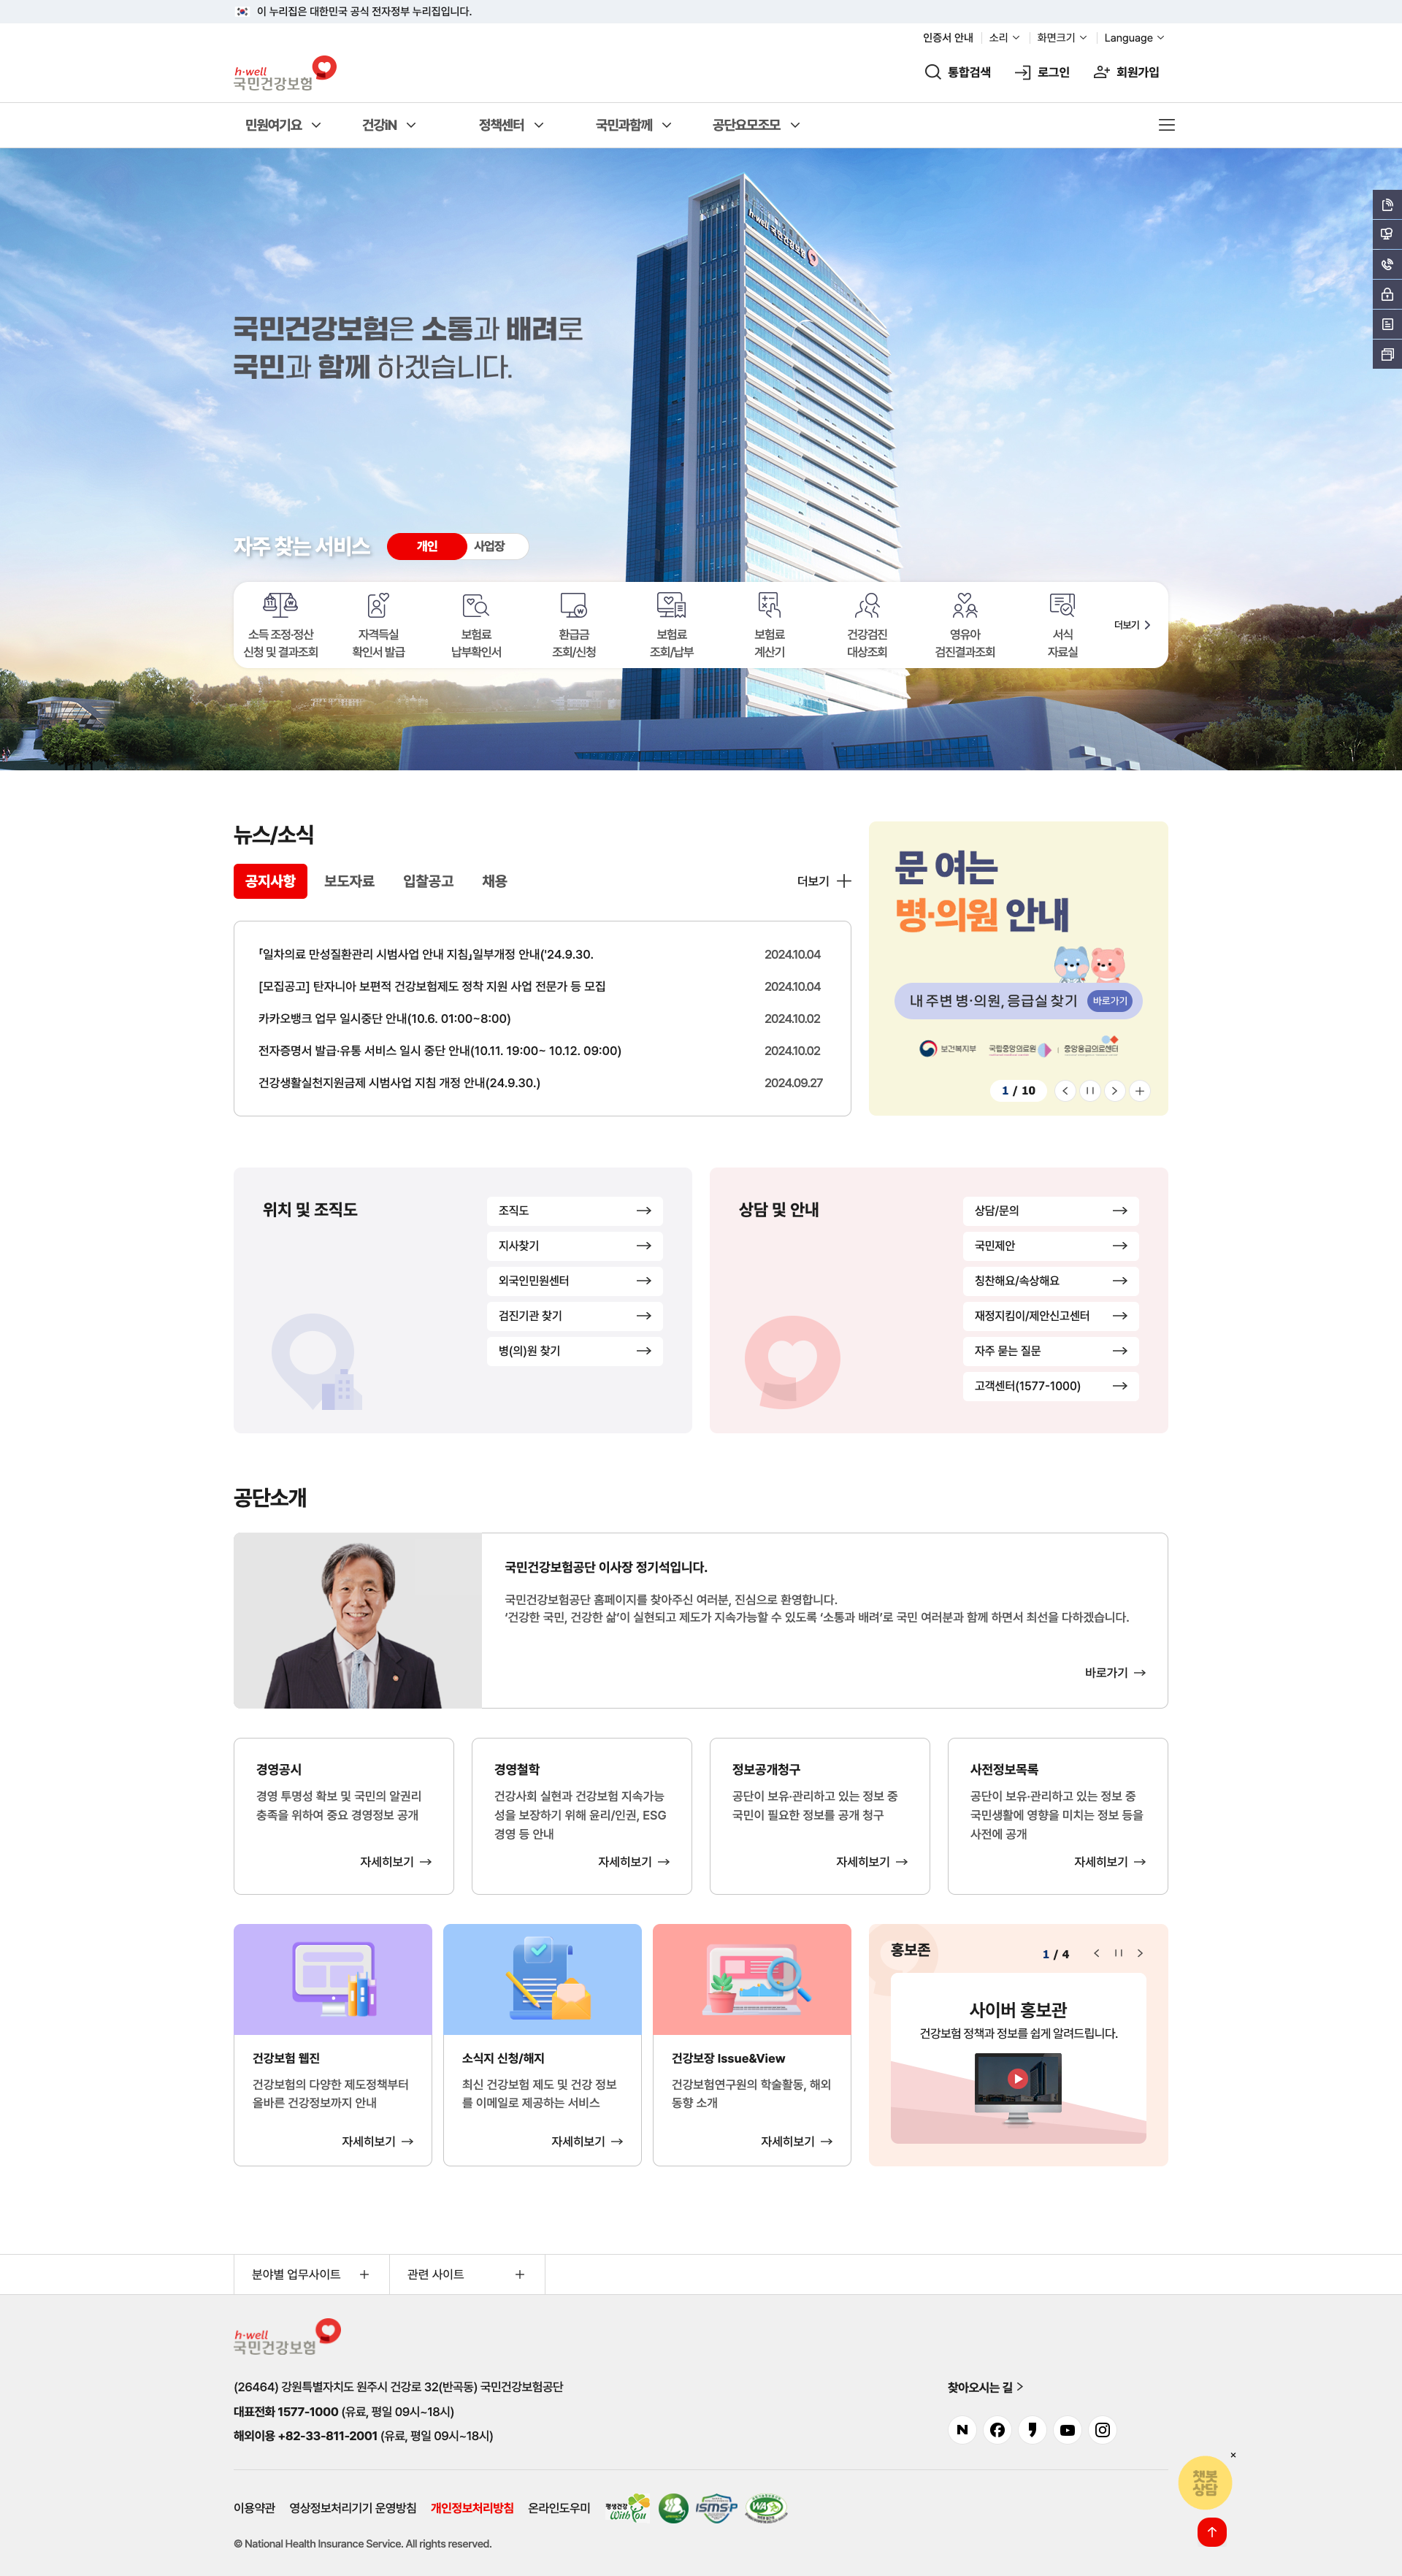 이 누리집은 대한민국 공식 전자정부 누리집입니다.
인증서 안내 소리 화면크기 Language
h-well
국민건강보험
통합검색 로그인 회원가입
민원여기요 건강iN 정책센터 국민과함께 공단요모조모
h-well 국민건강보험
국민건강보험은 소통과 배려로
국민과 함께 하겠습니다.
자주 찾는 서비스 개인 사업장
소득 조정·정산
신청 및 결과조회
자격득실
확인서 발급
보험료
납부확인서
환급금
조회/신청
보험료
조회/납부
보험료
계산기
건강검진
대상조회
영유아
검진결과조회
서식
자료실
더보기
뉴스/소식
공지사항 보도자료 입찰공고 채용 더보기
「일차의료 만성질환관리 시범사업 안내 지침」일부개정 안내('24.9.30. 2024.10.04
[모집공고] 탄자니아 보편적 건강보험제도 정착 지원 사업 전문가 등 모집 2024.10.04
카카오뱅크 업무 일시중단 안내(10.6. 01:00~8:00) 2024.10.02
전자증명서 발급·유통 서비스 일시 중단 안내(10.11. 19:00~ 10.12. 09:00) 2024.10.02
건강생활실천지원금제 시범사업 지침 개정 안내(24.9.30.) 2024.09.27
문 여는
병·의원 안내
내 주변 병·의원, 응급실 찾기 바로가기
보건복지부 국립중앙의료원 중앙응급의료센터
1 / 10
위치 및 조직도
조직도
지사찾기
외국인민원센터
검진기관 찾기
병(의)원 찾기
상담 및 안내
상담/문의
국민제안
칭찬해요/속상해요
재정지킴이/제안신고센터
자주 묻는 질문
고객센터(1577-1000)
공단소개
국민건강보험공단 이사장 정기석입니다.
국민건강보험공단 홈페이지를 찾아주신 여러분, 진심으로 환영합니다.
‘건강한 국민, 건강한 삶’이 실현되고 제도가 지속가능할 수 있도록 ‘소통과 배려’로 국민 여러분과 함께 하면서 최선을 다하겠습니다.
바로가기
경영공시
경영 투명성 확보 및 국민의 알권리
충족을 위하여 중요 경영정보 공개
자세히보기
경영철학
건강사회 실현과 건강보험 지속가능
성을 보장하기 위해 윤리/인권, ESG
경영 등 안내
자세히보기
정보공개청구
공단이 보유·관리하고 있는 정보 중
국민이 필요한 정보를 공개 청구
자세히보기
사전정보목록
공단이 보유·관리하고 있는 정보 중
국민생활에 영향을 미치는 정보 등을
사전에 공개
자세히보기
건강보험 웹진
건강보험의 다양한 제도정책부터
올바른 건강정보까지 안내
자세히보기
소식지 신청/해지
최신 건강보험 제도 및 건강 정보
를 이메일로 제공하는 서비스
자세히보기
건강보장 Issue&View
건강보험연구원의 학술활동, 해외
동향 소개
자세히보기
홍보존 1 / 4
사이버 홍보관
건강보험 정책과 정보를 쉽게 알려드립니다.
분야별 업무사이트 관련 사이트
h-well
국민건강보험
(26464) 강원특별자치도 원주시 건강로 32(반곡동) 국민건강보험공단
대표전화 1577-1000 (유료, 평일 09시~18시)
해외이용 +82-33-811-2001 (유료, 평일 09시~18시)
찾아오시는 길
챗봇
상담
이용약관 영상정보처리기기 운영방침 개인정보처리방침 온라인도우미
평생건강 With You
ISMSP
WA
© National Health Insurance Service. All rights reserved.